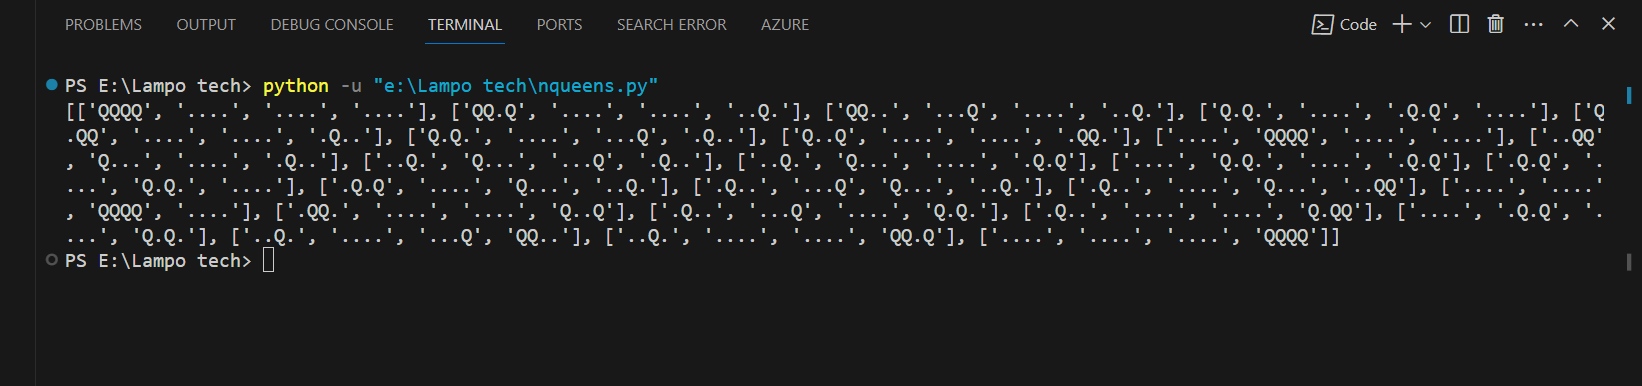 PROBLEMS OUTPUT DEBUG CONSOLE TERMINAL PORTS SEARCH ERROR AZURE Code
PS E:\Lampo tech> python -u "e:\Lampo tech\nqueens.py"
[['QQQQ', '....', '....', '....'], ['QQ.Q', '....', '....', '..Q.'], ['QQ..', '...Q', '....', '..Q.'], ['Q.Q.', '....', '.Q.Q', '....'], ['Q
.QQ', '....', '....', '.Q..'], ['Q.Q.', '....', '...Q', '.Q..'], ['Q..Q', '....', '....', '.QQ.'], ['....', 'QQQQ', '....', '....'], ['..QQ'
, 'Q...', '....', '.Q..'], ['..Q.', 'Q...', '...Q', '.Q..'], ['..Q.', 'Q...', '....', '.Q.Q'], ['....', 'Q.Q.', '....', '.Q.Q'], ['.Q.Q', '.
...', 'Q.Q.', '....'], ['.Q.Q', '....', 'Q...', '..Q.'], ['.Q..', '...Q', 'Q...', '..Q.'], ['.Q..', '....', 'Q...', '..QQ'], ['....', '....'
, 'QQQQ', '....'], ['.QQ.', '....', '....', 'Q..Q'], ['.Q..', '...Q', '....', 'Q.Q.'], ['.Q..', '....', '....', 'Q.QQ'], ['....', '.Q.Q', '.
...', 'Q.Q.'], ['..Q.', '....', '...Q', 'QQ..'], ['..Q.', '....', '....', 'QQ.Q'], ['....', '....', '....', 'QQQQ']]
PS E:\Lampo tech>